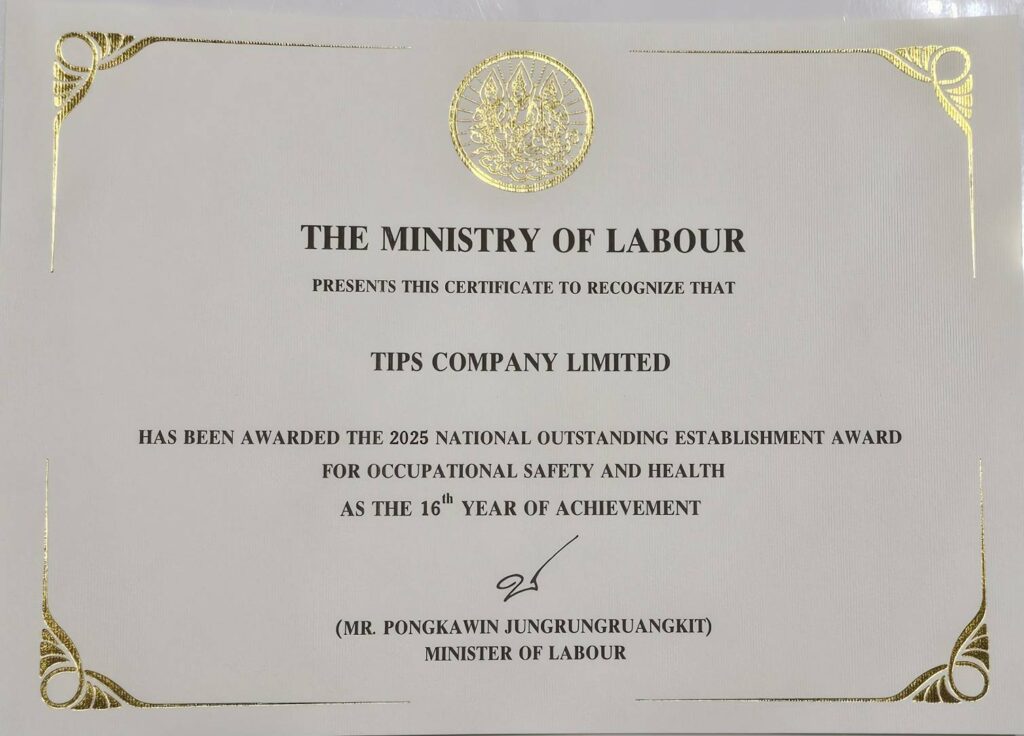 THE MINISTRY OF LABOUR
PRESENTS THIS CERTIFICATE TO RECOGNIZE THAT
TIPS COMPANY LIMITED
HAS BEEN AWARDED THE 2025 NATIONAL OUTSTANDING ESTABLISHMENT AWARD
FOR OCCUPATIONAL SAFETY AND HEALTH
AS THE 16th YEAR OF ACHIEVEMENT
(MR. PONGKAWIN JUNGRUNGRUANGKIT)
MINISTER OF LABOUR